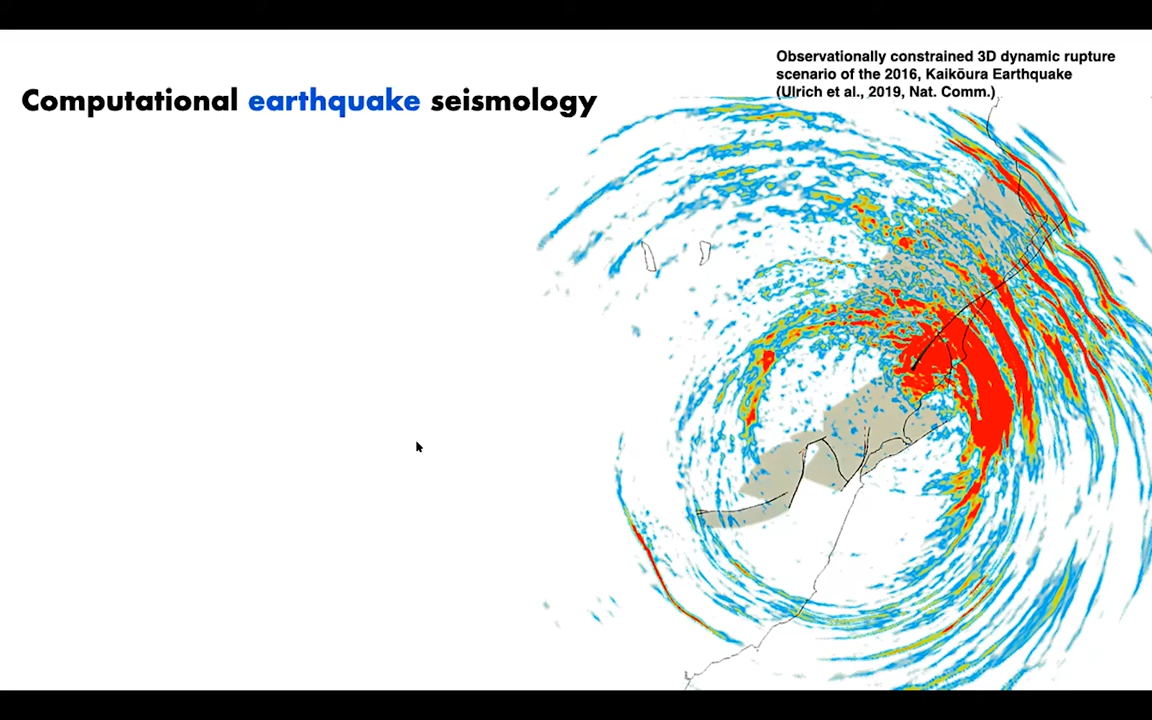 Observationally constrained 3D dynamic rupture
scenario of the 2016, Kaikōura Earthquake
(Ulrich et al., 2019, Nat. Comm.)
Computational earthquake seismology